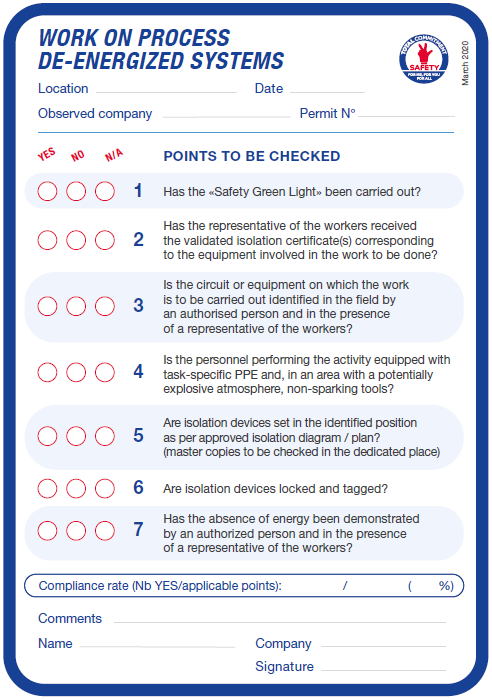 WORK ON PROCESS
DE-ENERGIZED SYSTEMS
TOTAL COMMITMENT
SAFETY
FOR ME, FOR YOU
FOR ALL
March 2020
Location
Date
Observed company
Permit N°
YES NO N/A POINTS TO BE CHECKED
1 Has the «Safety Green Light» been carried out?
2 Has the representative of the workers received
the validated isolation certificate(s) corresponding
to the equipment involved in the work to be done?
3 Is the circuit or equipment on which the work
is to be carried out identified in the field by
an authorised person and in the presence
of a representative of the workers?
4 Is the personnel performing the activity equipped with
task-specific PPE and, in an area with a potentially
explosive atmosphere, non-sparking tools?
5 Are isolation devices set in the identified position
as per approved isolation diagram / plan?
(master copies to be checked in the dedicated place)
6 Are isolation devices locked and tagged?
7 Has the absence of energy been demonstrated
by an authorized person and in the presence
of a representative of the workers?
Compliance rate (Nb YES/applicable points): / ( %)
Comments
Name
Company
Signature